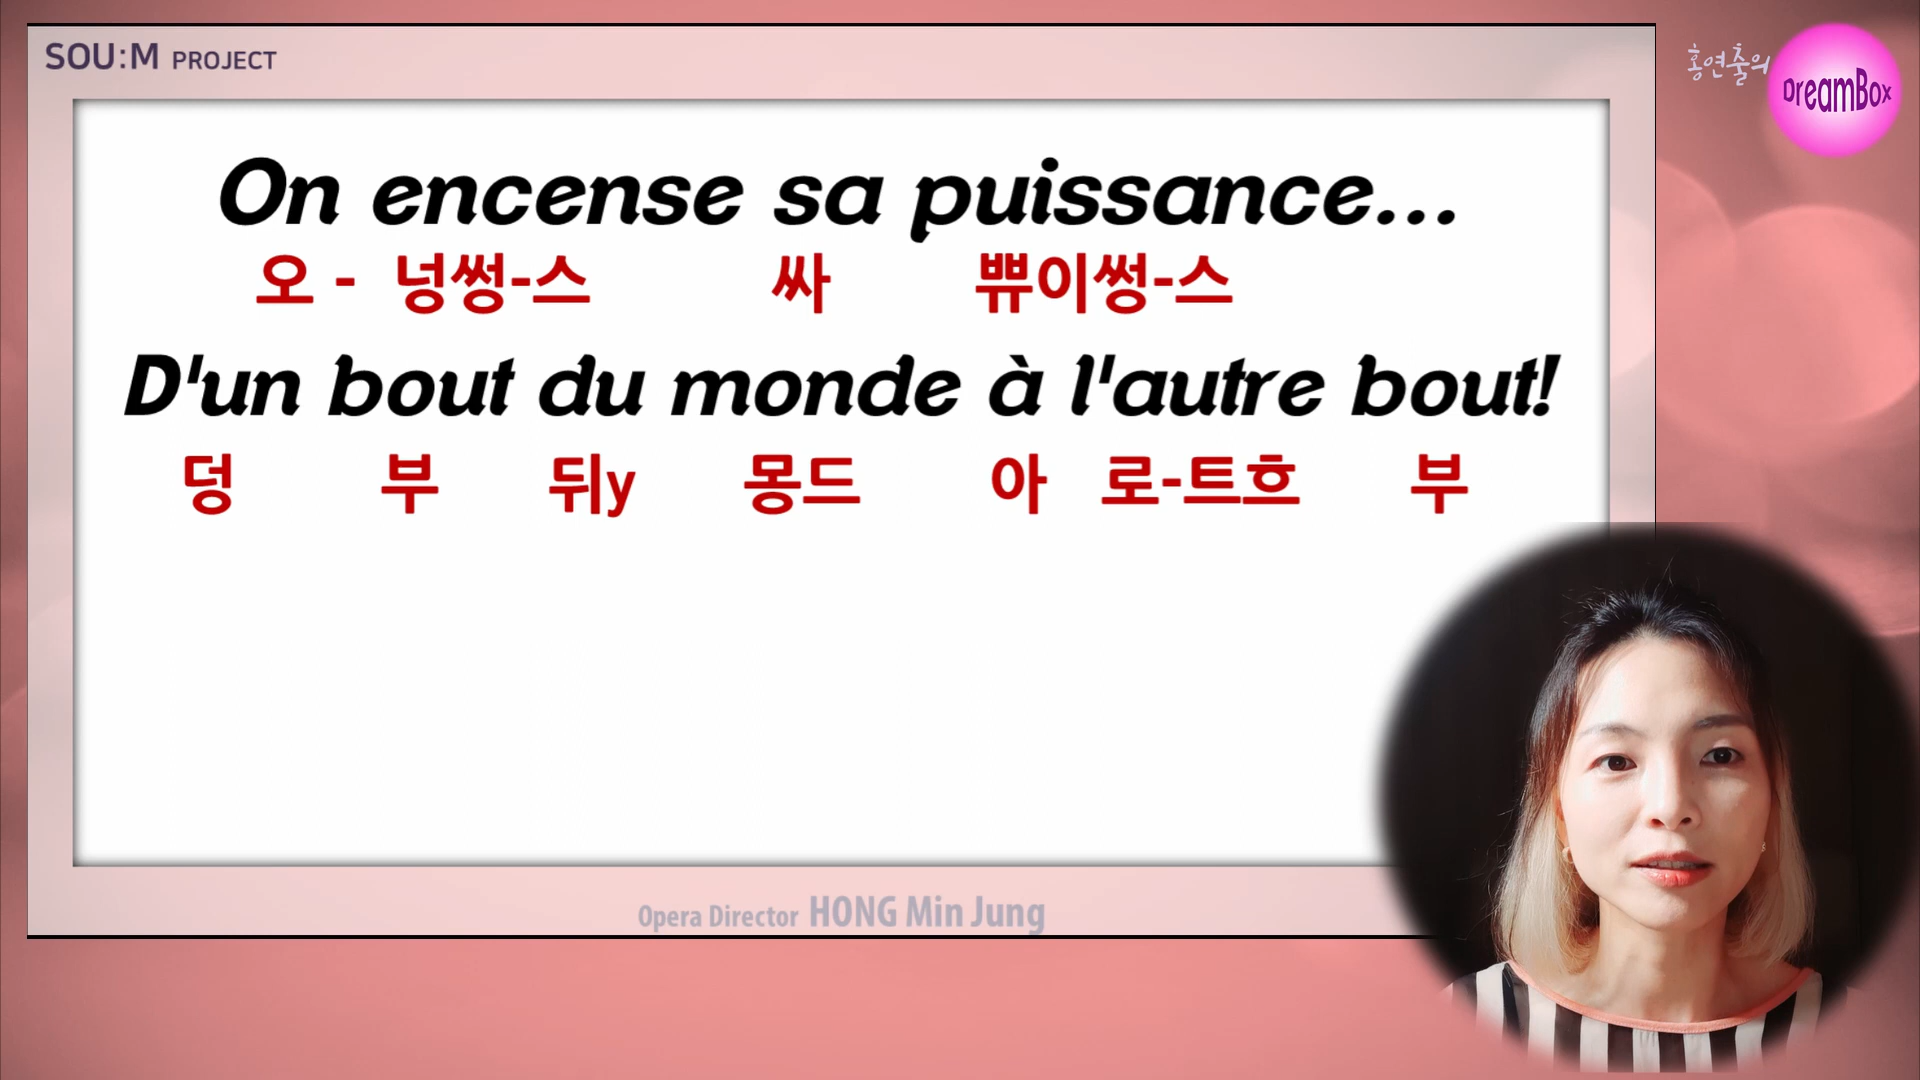 SOU:M PROJECT
홍연출의
DreamBox
On encense sa puissance...
오 - 넝썽-스 싸 쀼이썽-스
D'un bout du monde à l'autre bout!
덩 부 뒤y 몽드 아 로-트흐 부
Opera Director HONG Min Jung